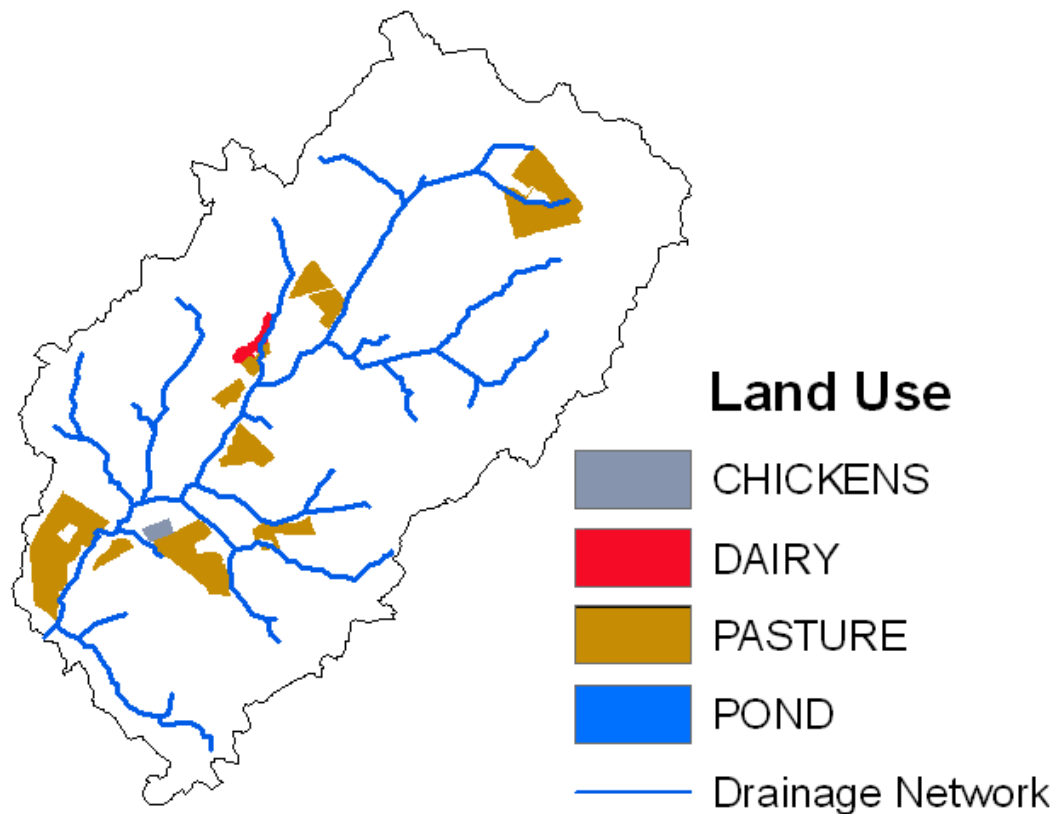 Land Use
CHICKENS
DAIRY
PASTURE
POND
Drainage Network